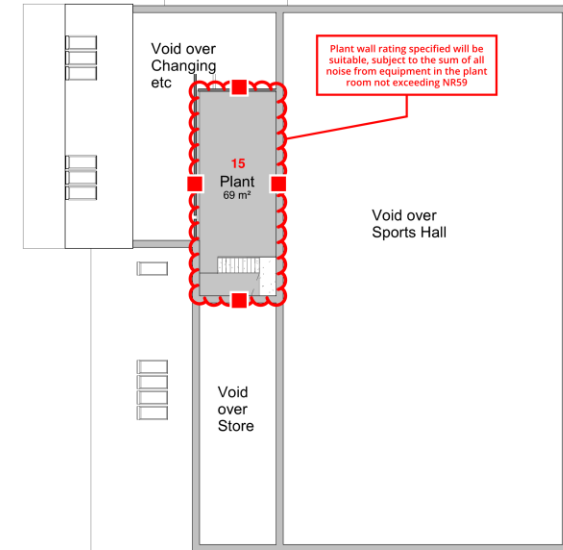 Void over
Changing
etc
Plant wall rating specified will be
suitable, subject to the sum of all
noise from equipment in the plant
room not exceeding NR59
15
Plant
69 m²
Void over
Sports Hall
Void
over
Store